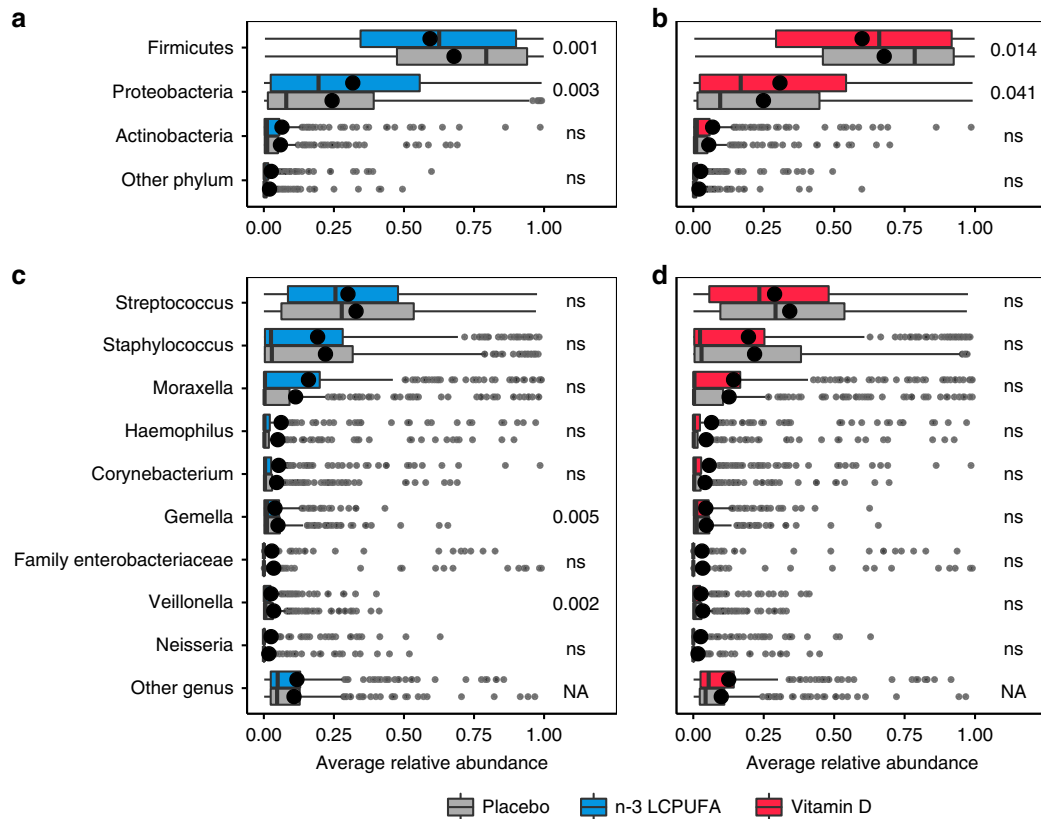 a
b
Firmicutes 0.001 0.014
Proteobacteria 0.003 0.041
Actinobacteria ns ns
Other phylum ns ns
0.00 0.25 0.50 0.75 1.00 0.00 0.25 0.50 0.75 1.00
c
d
Streptococcus ns ns
Staphylococcus ns ns
Moraxella ns ns
Haemophilus ns ns
Corynebacterium ns ns
Gemella 0.005 ns
Family enterobacteriaceae ns ns
Veillonella 0.002 ns
Neisseria ns ns
Other genus NA NA
0.00 0.25 0.50 0.75 1.00 0.00 0.25 0.50 0.75 1.00
Average relative abundance Average relative abundance
Placebo n-3 LCPUFA Vitamin D